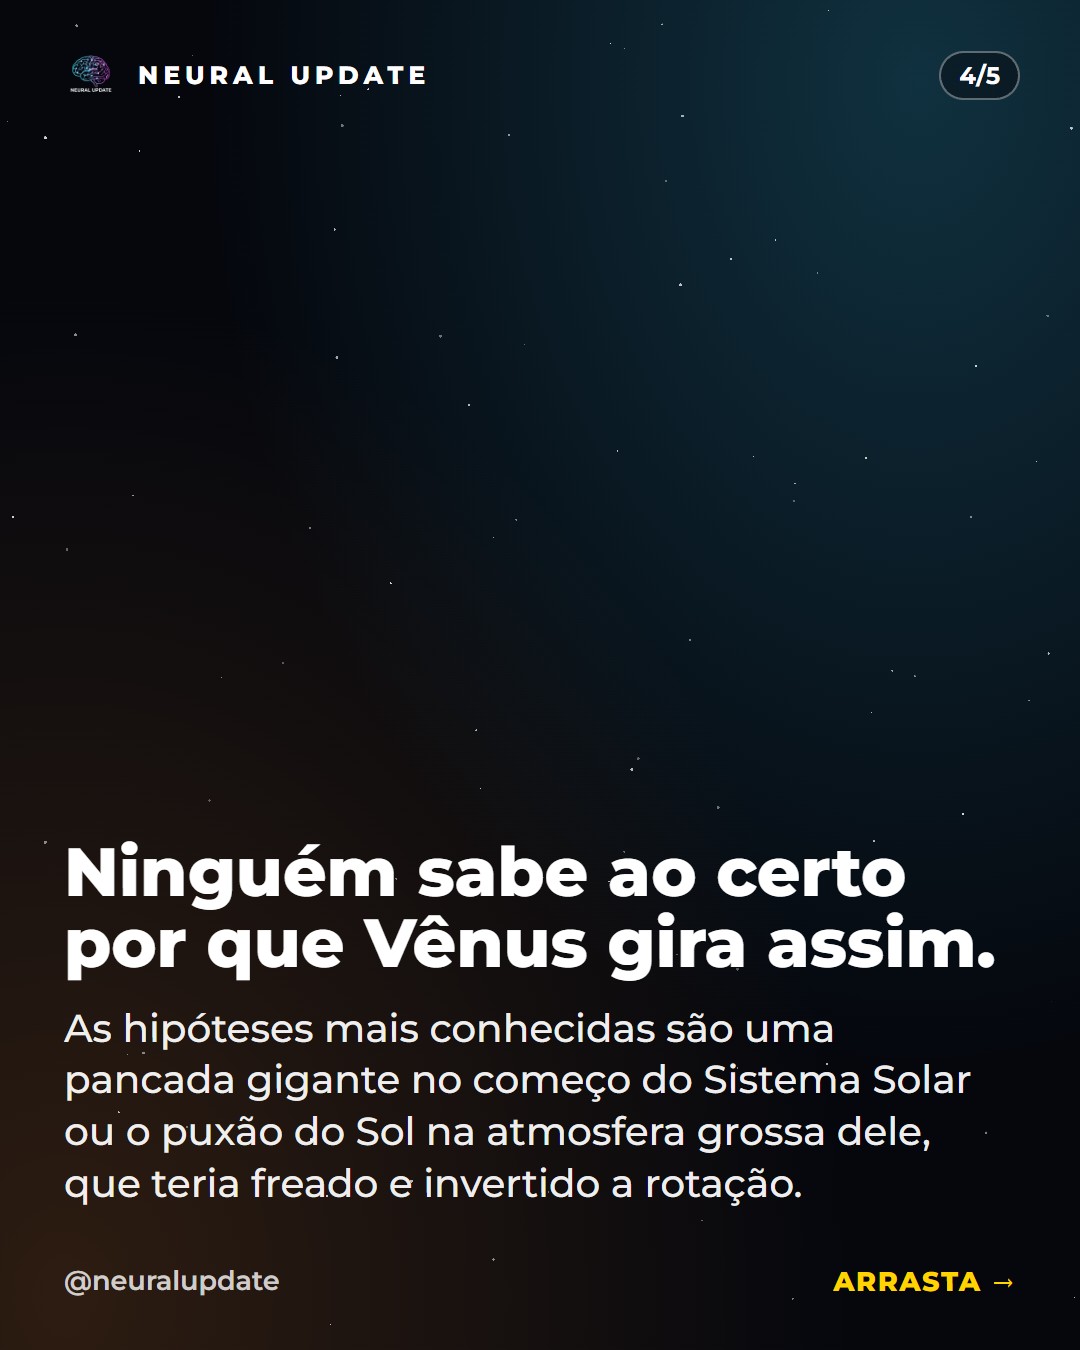 NEURAL UPDATE
NEURAL UPDATE
4/5
Ninguém sabe ao certo
por que Vênus gira assim.
As hipóteses mais conhecidas são uma
pancada gigante no começo do Sistema Solar
ou o puxão do Sol na atmosfera grossa dele,
que teria freado e invertido a rotação.
@neuralupdate
ARRASTA →